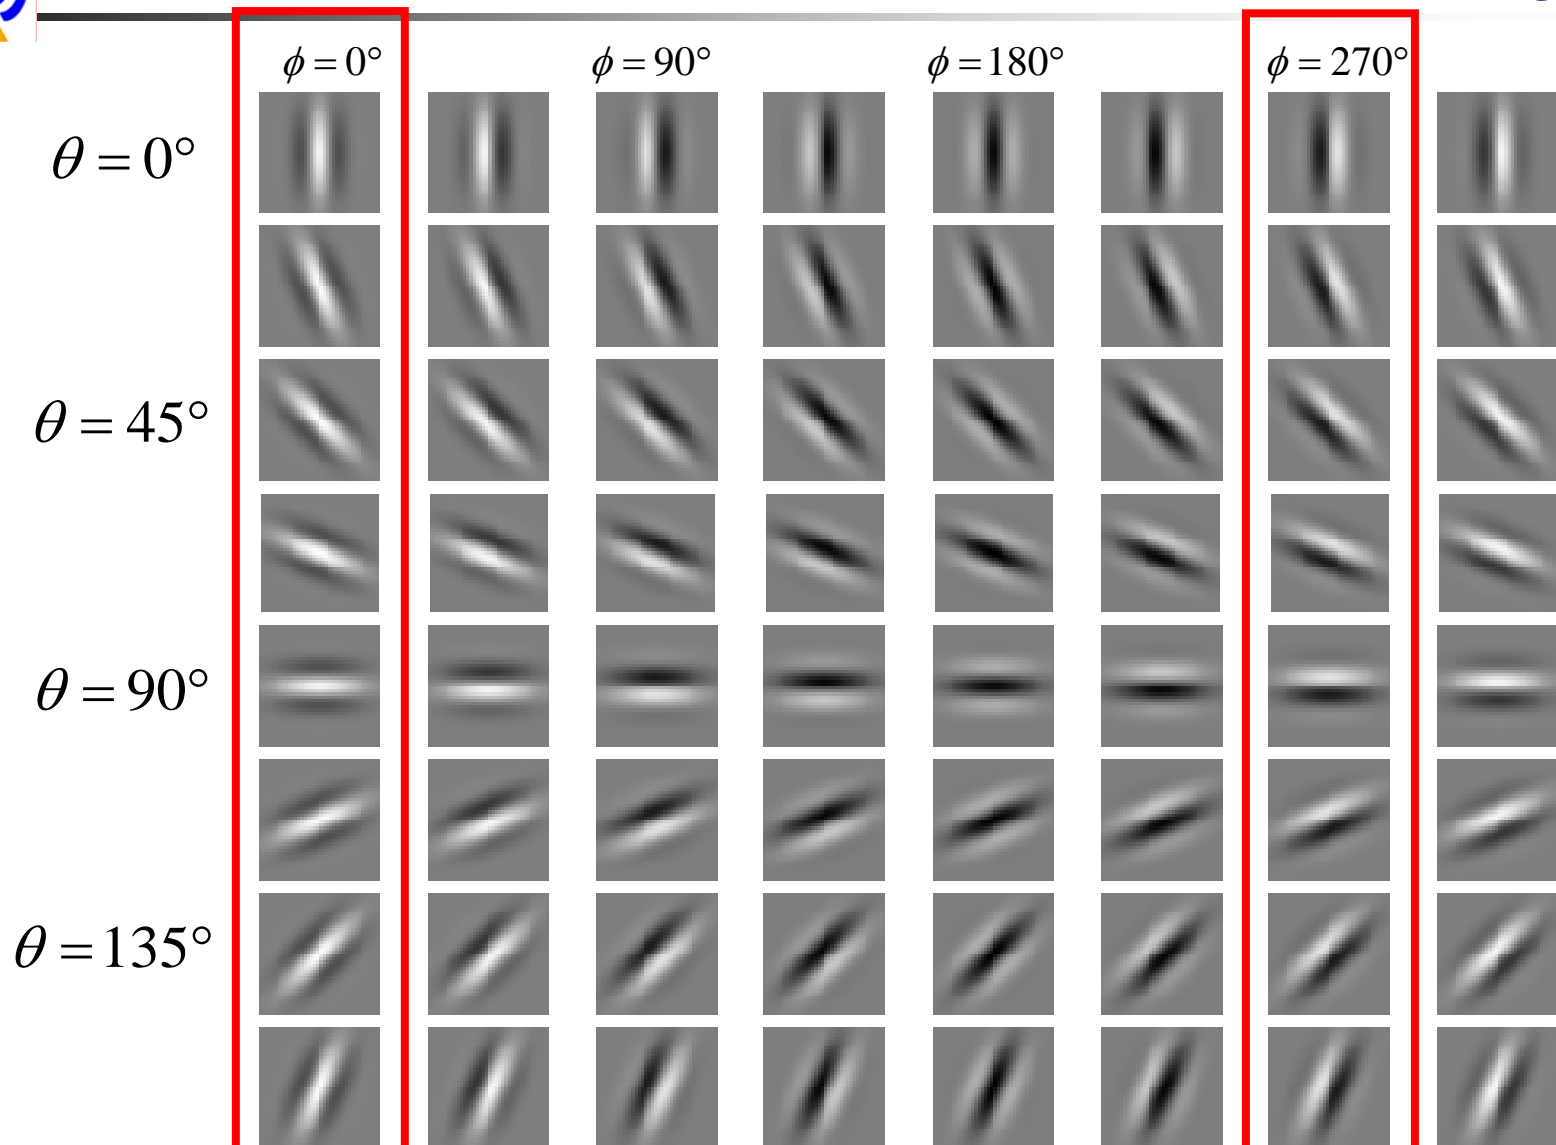 ϕ = 0° ϕ = 90° ϕ = 180° ϕ = 270°
θ = 0°
θ = 45°
θ = 90°
θ = 135°